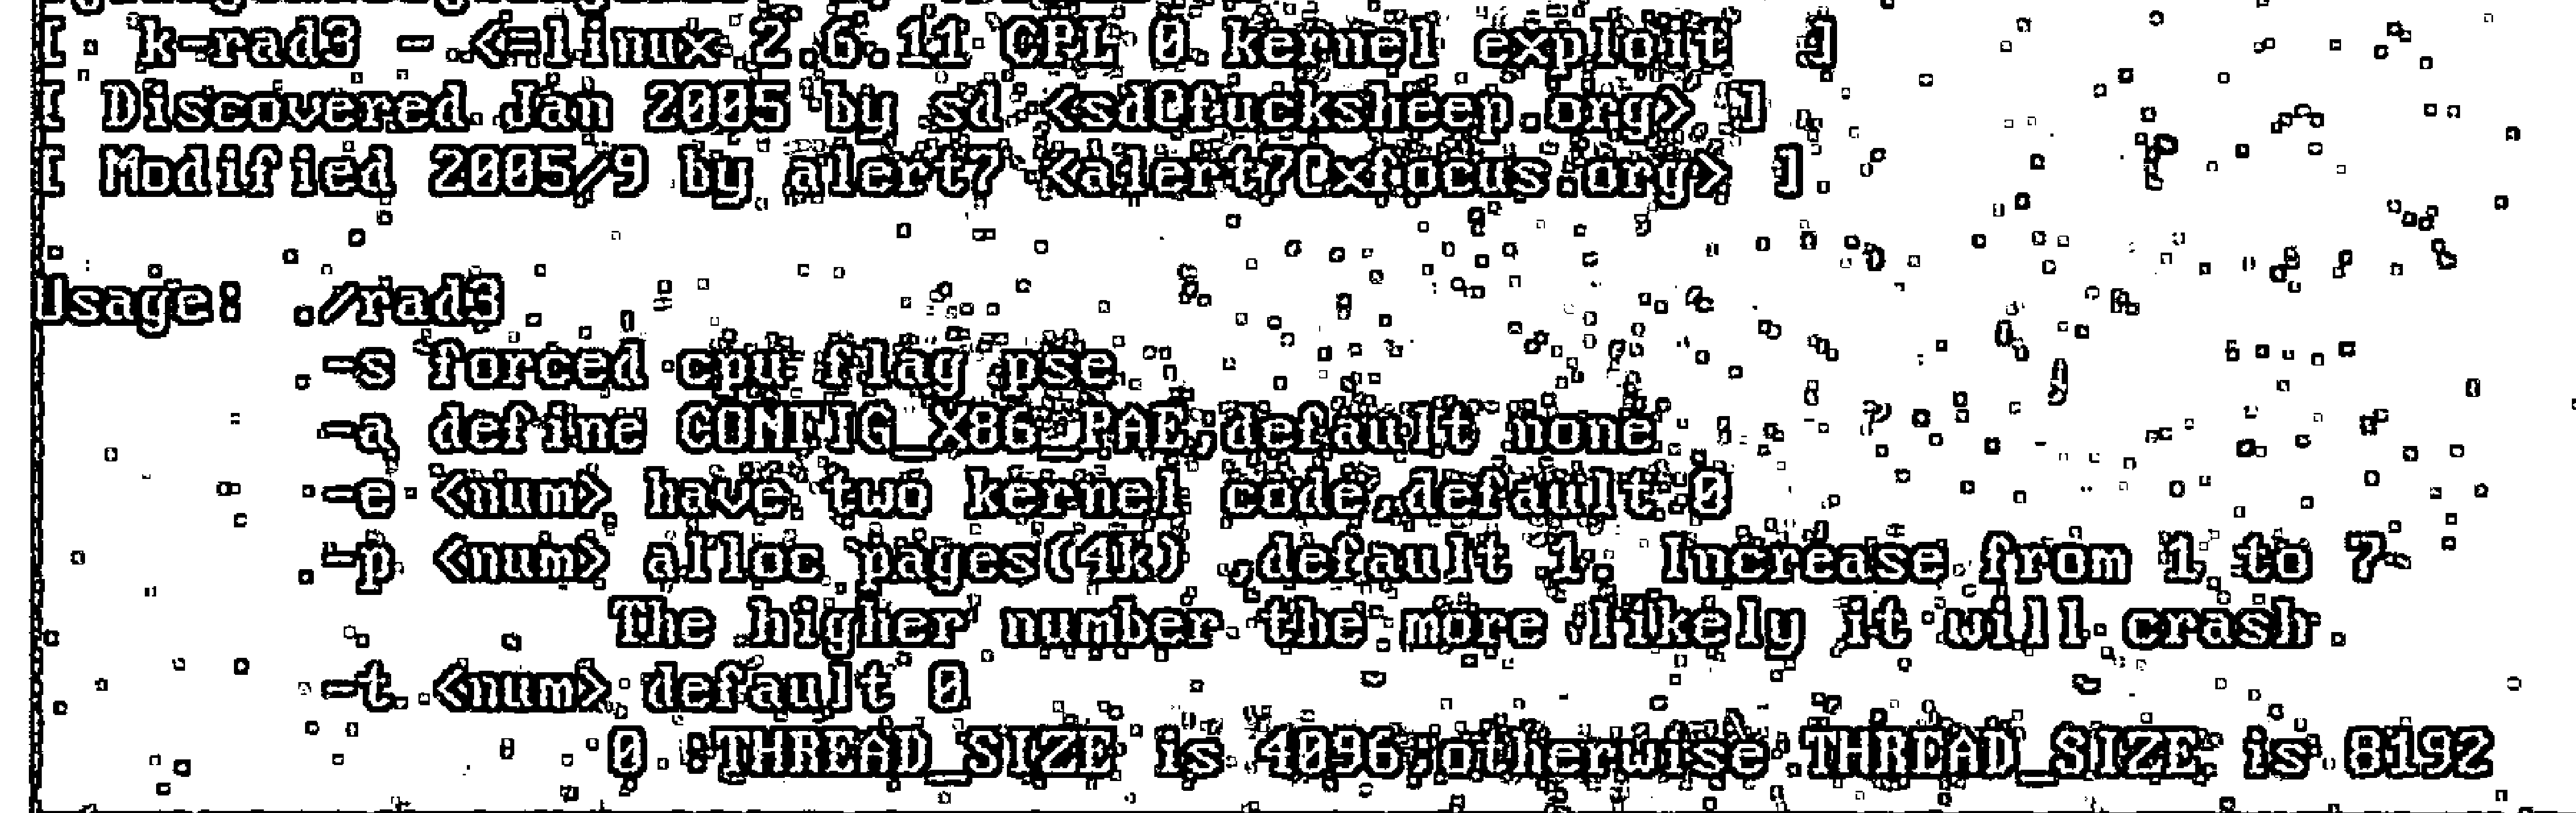 [ k-rad3 - <=linux 2.6.11 CPL 0 kernel exploit ]
[ Discovered Jan 2005 by sd <sd@fucksheep.org> ]
[ Modified 2005/9 by alert7 <alert7@xfocus.org> ]
Usage: ./rad3
-s forced cpu flag pse
-a define CONFIG_X86_PAE,default none
-e <num> have two kernel code,default 0
-p <num> alloc pages(4k) ,default 1. Increase from 1 to 7
The higher number the more likely it will crash
-t <num> default 0
0 :THREAD_SIZE is 4096;otherwise THREAD_SIZE is 8192